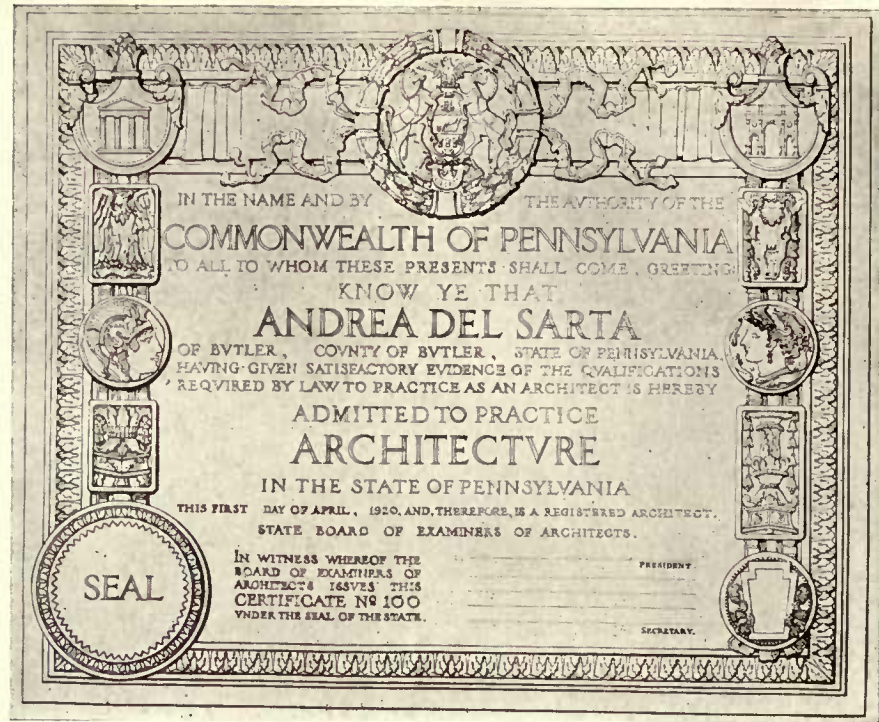 IN THE NAME AND BY THE AVTHORITY OF THE
COMMONWEALTH OF PENNSYLVANIA
TO ALL TO WHOM THESE PRESENTS SHALL COME, GREETING:
KNOW YE THAT
ANDREA DEL SARTA
OF BVTLER, COVNTY OF BVTLER, STATE OF PENNSYLVANIA,
HAVING GIVEN SATISFACTORY EVIDENCE OF THE QVALIFICATIONS
REQVIRED BY LAW TO PRACTICE AS AN ARCHITECT IS HEREBY
ADMITTED TO PRACTICE
ARCHITECTVRE
IN THE STATE OF PENNSYLVANIA
THIS FIRST DAY OF APRIL, 1920, AND, THEREFORE, IS A REGISTERED ARCHITECT.
STATE BOARD OF EXAMINERS OF ARCHITECTS.
IN WITNESS WHEREOF THE
BOARD OF EXAMINERS OF
ARCHITECTS ISSVES THIS
CERTIFICATE Nº 100
VNDER THE SEAL OF THE STATE.
PRESIDENT
SECRETARY.
SEAL